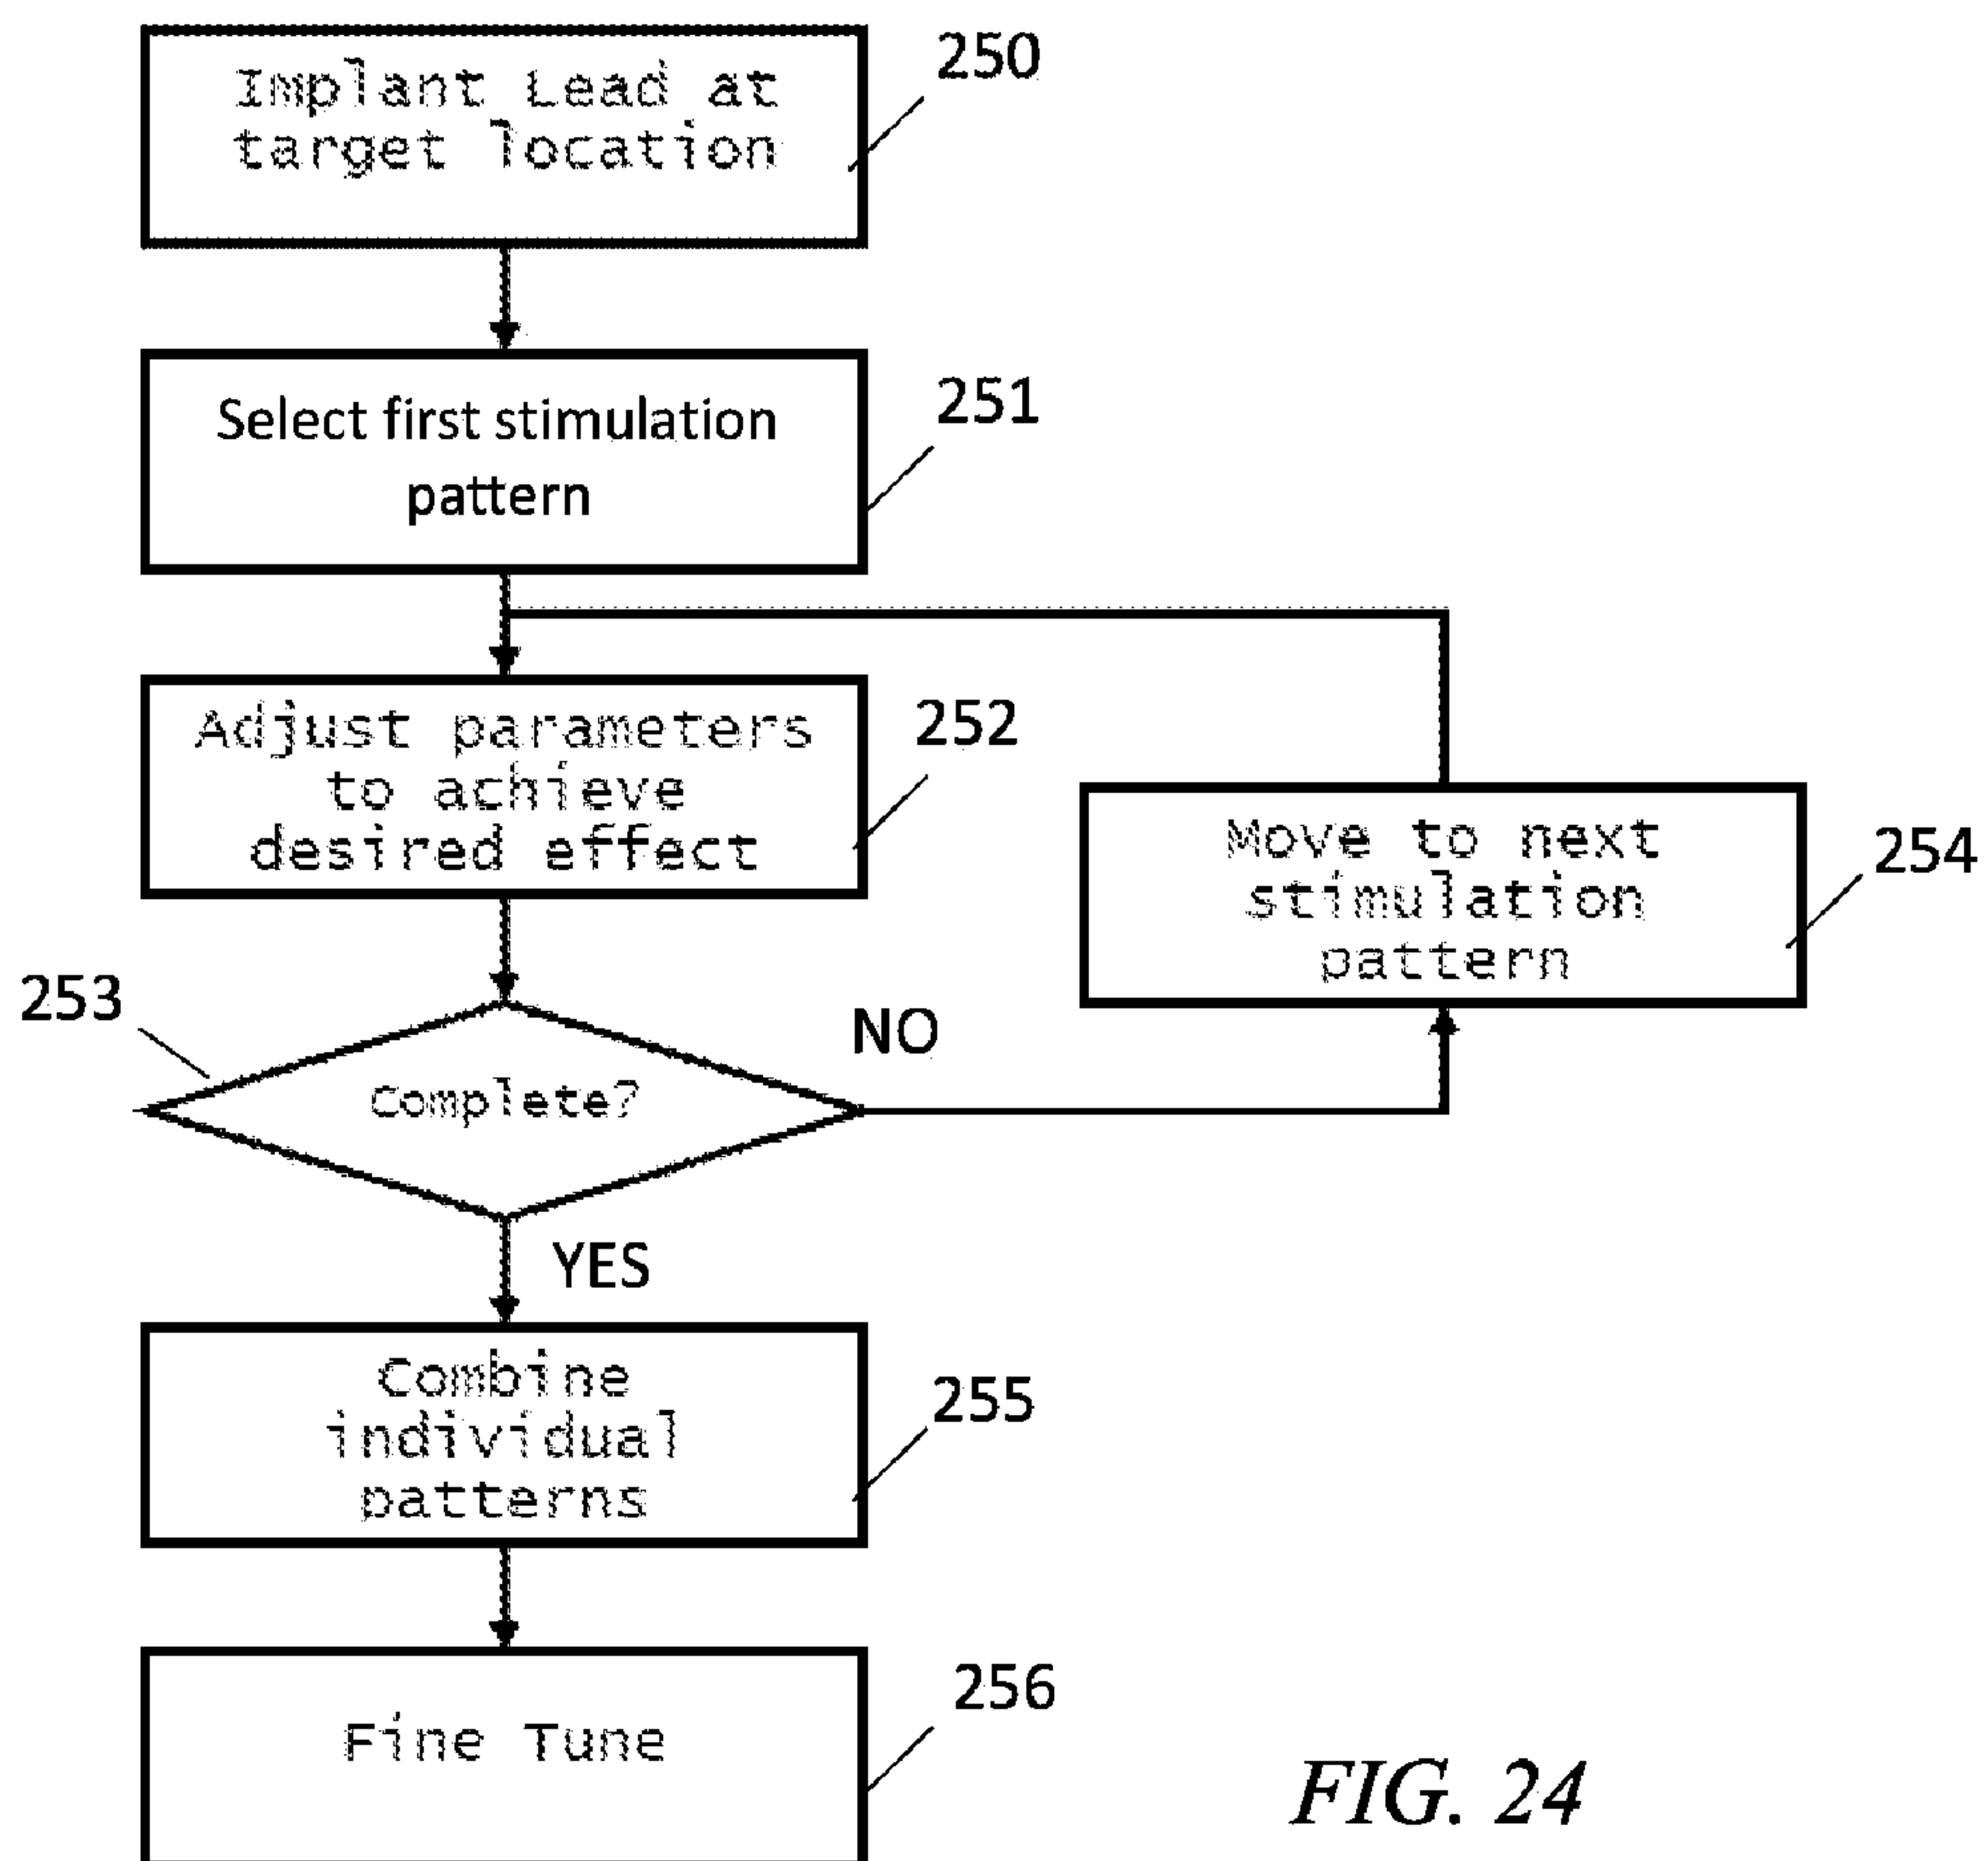 Implant Lead at
target location
250
Select first stimulation
pattern
251
Adjust parameters
to achieve
desired effect
252
Move to next
stimulation
pattern
254
253
Complete?
NO
YES
Combine
individual
patterns
255
Fine Tune
256
FIG. 24